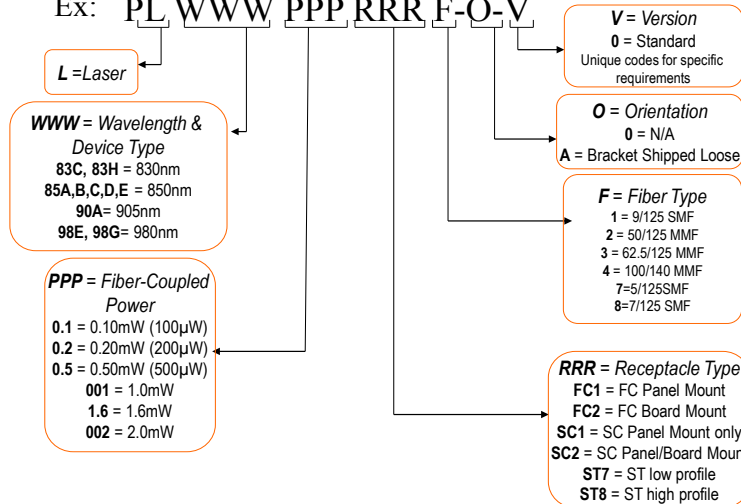 Ex: PL WWW PPP RRR F-O-V
L =Laser
WWW = Wavelength &
Device Type
83C, 83H = 830nm
85A,B,C,D,E = 850nm
90A= 905nm
98E, 98G= 980nm
PPP = Fiber-Coupled
Power
0.1 = 0.10mW (100µW)
0.2 = 0.20mW (200µW)
0.5 = 0.50mW (500µW)
001 = 1.0mW
1.6 = 1.6mW
002 = 2.0mW
V = Version
0 = Standard
Unique codes for specific
requirements
O = Orientation
0 = N/A
A = Bracket Shipped Loose
F = Fiber Type
1 = 9/125 SMF
2 = 50/125 MMF
3 = 62.5/125 MMF
4 = 100/140 MMF
7=5/125SMF
8=7/125 SMF
RRR = Receptacle Type
FC1 = FC Panel Mount
FC2 = FC Board Mount
SC1 = SC Panel Mount only
SC2 = SC Panel/Board Moun
ST7 = ST low profile
ST8 = ST high profile